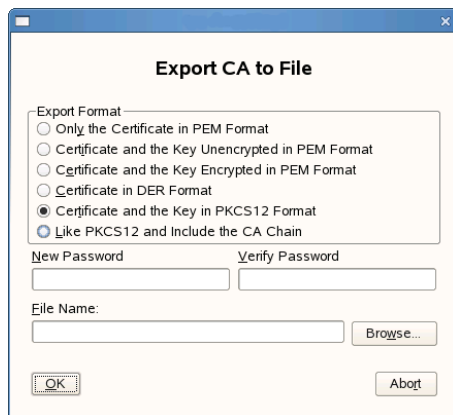 Export CA to File
Export Format
Only the Certificate in PEM Format
Certificate and the Key Unencrypted in PEM Format
Certificate and the Key Encrypted in PEM Format
Certificate in DER Format
Certificate and the Key in PKCS12 Format
Like PKCS12 and Include the CA Chain
New Password Verify Password
File Name:
Browse...
OK Abort